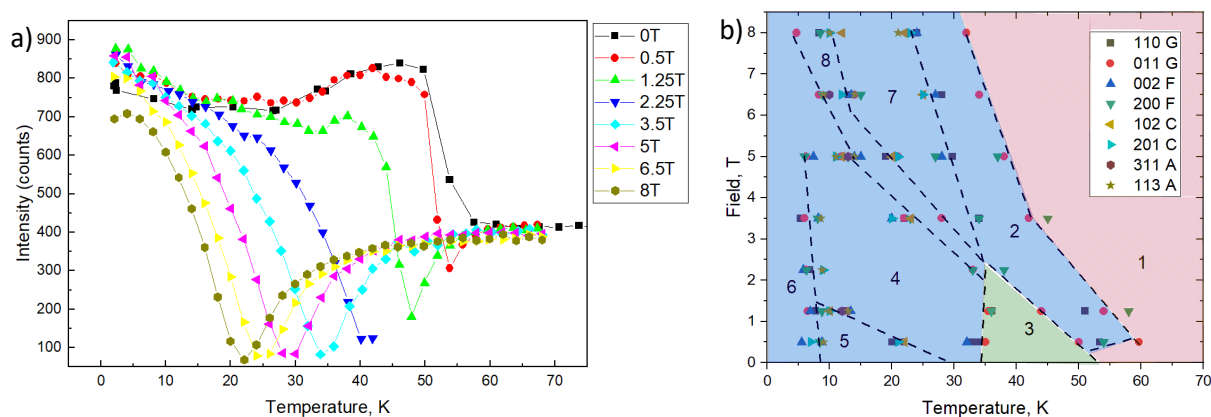 a)
Intensity (counts)
900
800
700
600
500
400
300
200
100
0
10
20
30
40
50
60
70
Temperature, K
0T
0.5T
1.25T
2.25T
3.5T
5T
6.5T
8T
b)
Field, T
8
7
6
5
4
3
2
1
0
0
10
20
30
40
50
60
70
Temperature, K
8
7
2
1
4
6
3
5
110 G
011 G
002 F
200 F
102 C
201 C
311 A
113 A